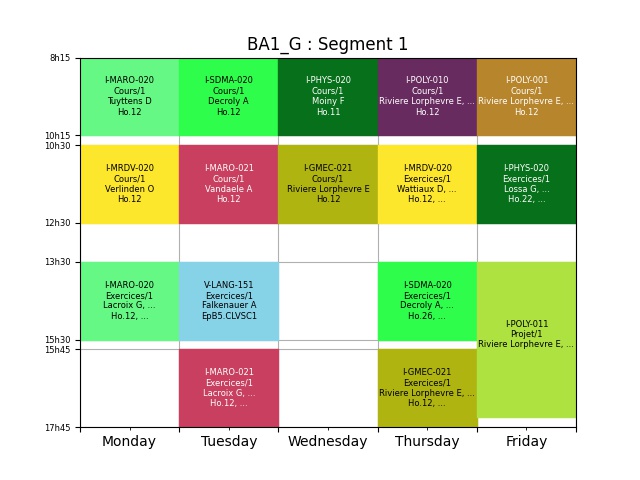 BA1_G : Segment 1
8h15
I-MARO-020
Cours/1
Tuyttens D
Ho.12
I-SDMA-020
Cours/1
Decroly A
Ho.12
I-PHYS-020
Cours/1
Moiny F
Ho.11
I-POLY-010
Cours/1
Riviere Lorphevre E, ...
Ho.12
I-POLY-001
Cours/1
Riviere Lorphevre E, ...
Ho.12
10h15
10h30
I-MRDV-020
Cours/1
Verlinden O
Ho.12
I-MARO-021
Cours/1
Vandaele A
Ho.12
I-GMEC-021
Cours/1
Riviere Lorphevre E
Ho.12
I-MRDV-020
Exercices/1
Wattiaux D, ...
Ho.12, ...
I-PHYS-020
Exercices/1
Lossa G, ...
Ho.22, ...
12h30
13h30
I-MARO-020
Exercices/1
Lacroix G, ...
Ho.12, ...
V-LANG-151
Exercices/1
Falkenauer A
EpB5.CLVSC1
I-SDMA-020
Exercices/1
Decroly A, ...
Ho.26, ...
I-POLY-011
Projet/1
Riviere Lorphevre E, ...
15h30
15h45
I-MARO-021
Exercices/1
Lacroix G, ...
Ho.12, ...
I-GMEC-021
Exercices/1
Riviere Lorphevre E, ...
Ho.12, ...
17h45
Monday
Tuesday
Wednesday
Thursday
Friday